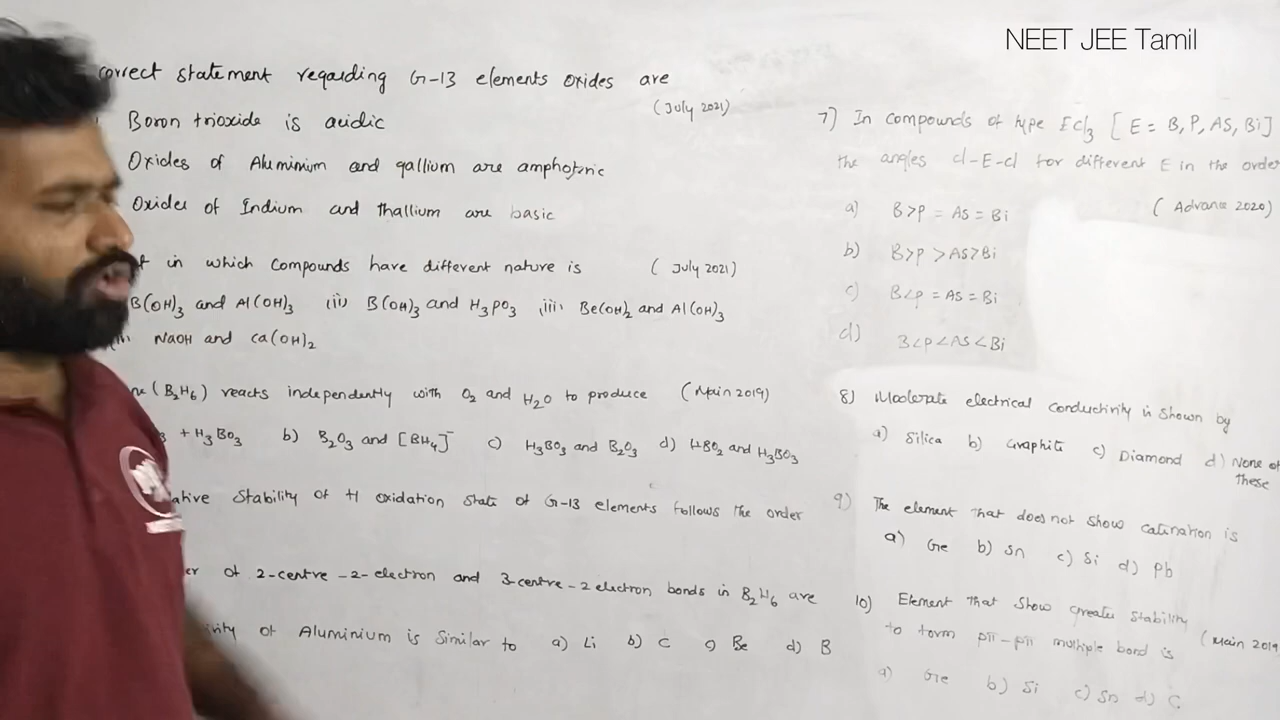 NEET JEE Tamil
correct statement regarding G-13 elements oxides are
(July 2021)
Boron trioxide is acidic
Oxides of Aluminium and gallium are amphoteric
Oxides of Indium and thallium are basic
in which compounds have different nature is (July 2021)
B(OH)3 and Al(OH)3 (ii) B(OH)3 and H3PO3 (iii) Be(OH)2 and Al(OH)3
NaOH and Ca(OH)2
(B2H6) reacts independently with O2 and H2O to produce (Main 2019)
+ H3BO3 b) B2O3 and [BH4]- c) H3BO3 and B2O3 d) HBO2 and H3BO3
Stability of +1 oxidation state of G-13 elements follows the order
of 2-centre-2-electron and 3-centre-2 electron bonds in B2H6 are
of Aluminium is similar to a) Li b) C c) Be d) B
7) In compounds of type ECl3 [E = B, P, AS, Bi]
the angles cl-E-cl for different E in the order
(Advance 2020)
a) B>P = AS = Bi
b) B>P >AS>Bi
c) B<P = AS = Bi
d) B<P<AS<Bi
8) Moderate electrical conductivity is shown by
a) Silica b) Graphite c) Diamond d) None of
these
9) The element that does not show catination is
a) Ge b) Sn c) Si d) Pb
10) Element that show greater stability
to form pπ-pπ multiple bond is (Main 2019
a) Ge b) Si c) Sn d) C